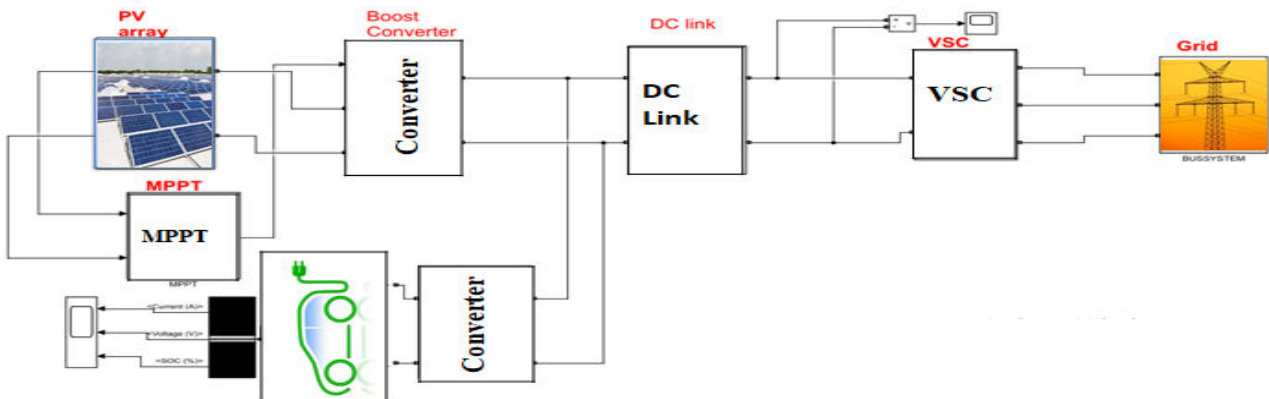 PV
array
Boost
Converter
DC link
VSC
Grid
Converter
DC
Link
VSC
BUSSYSTEM
MPPT
MPPT
MPPT
<Current (A)>
<Voltage (V)>
<SOC (%)>
Converter